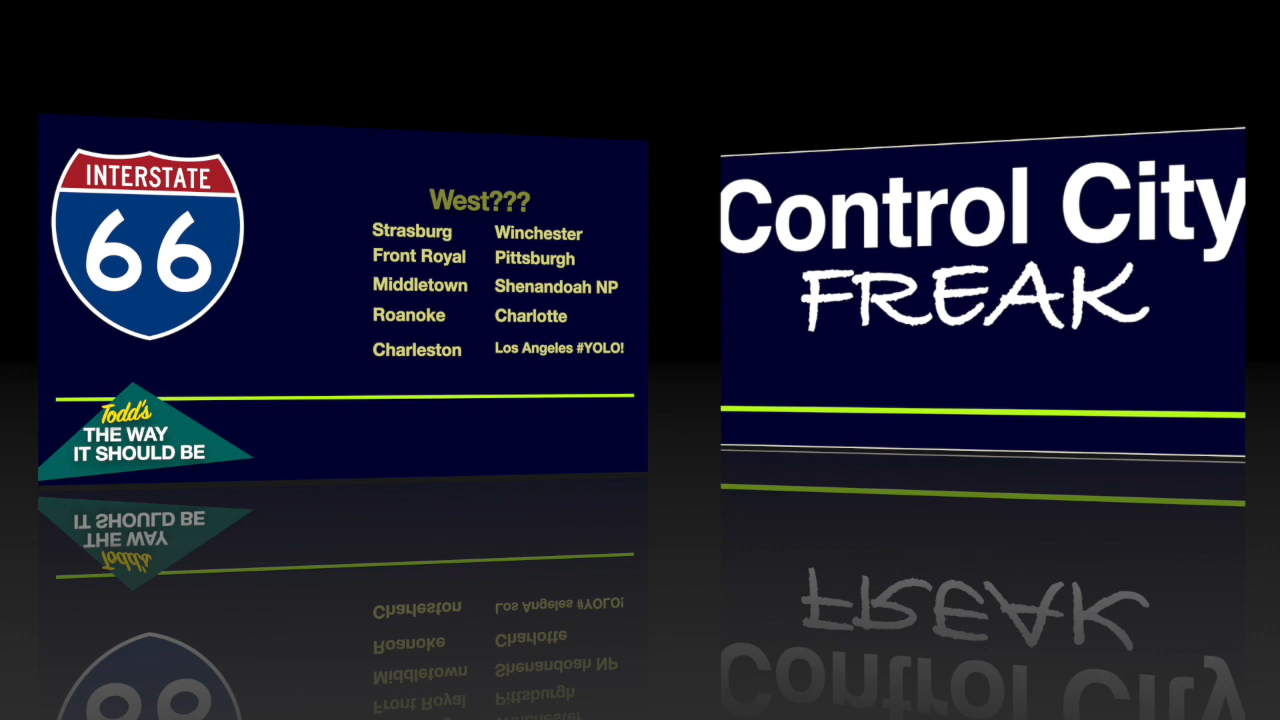 INTERSTATE
66
West???
Strasburg Winchester
Front Royal Pittsburgh
Middletown Shenandoah NP
Roanoke Charlotte
Charleston Los Angeles #YOLO!
Todd's
THE WAY
IT SHOULD BE
Control City
FREAK